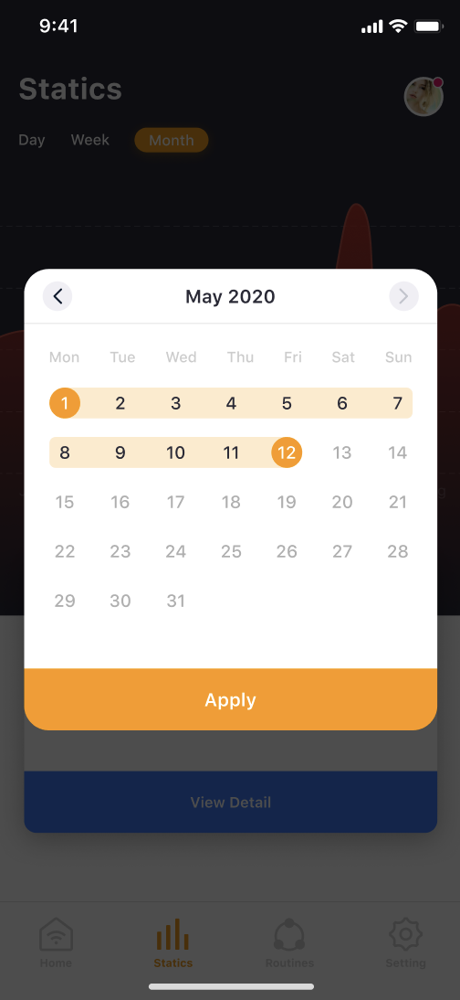 9:41
Statics
Day Week Month
May 2020
Mon Tue Wed Thu Fri Sat Sun
1 2 3 4 5 6 7
8 9 10 11 12 13 14
15 16 17 18 19 20 21
22 23 24 25 26 27 28
29 30 31
Apply
View Detail
Home Statics Routines Setting